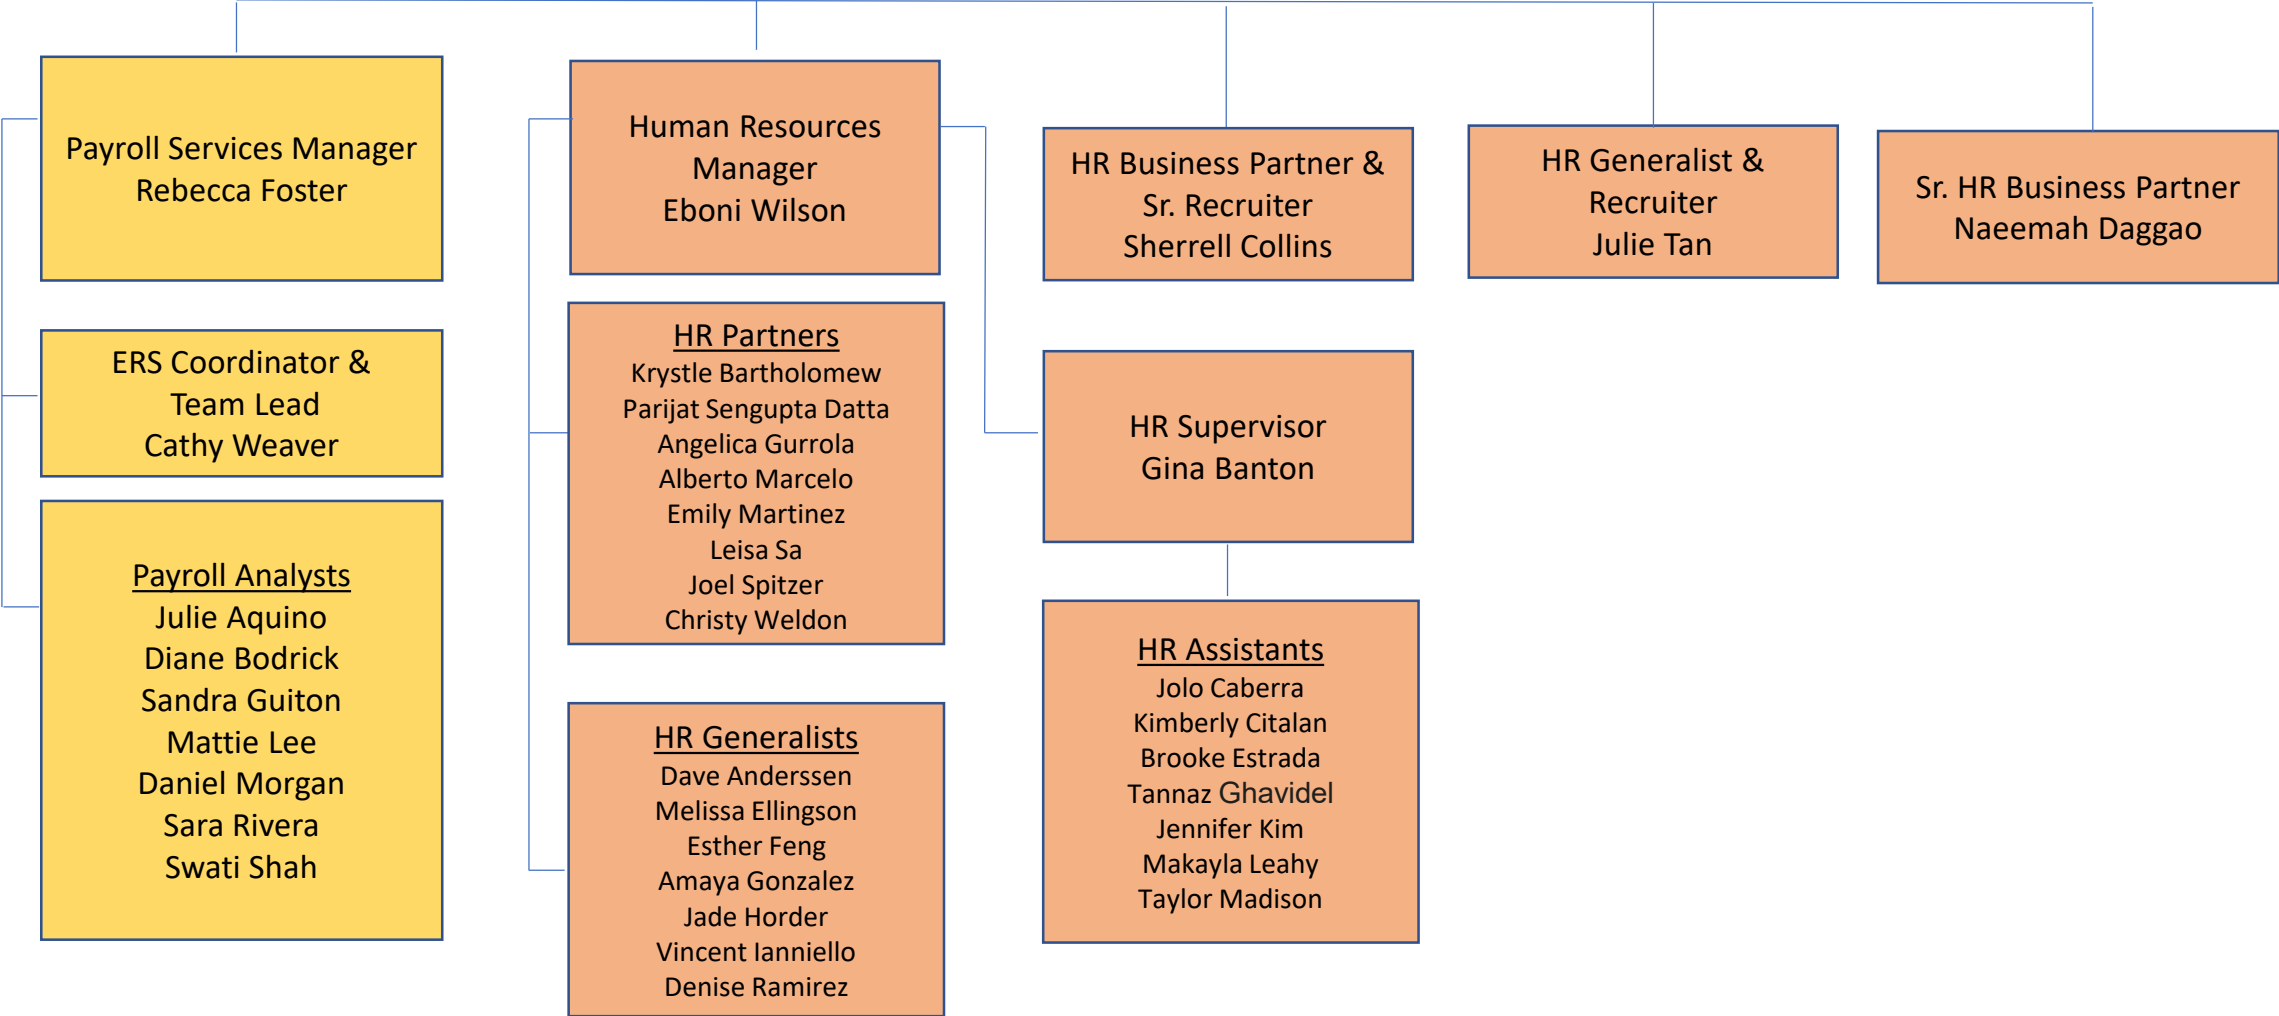 Payroll Services Manager
Rebecca Foster
Human Resources
Manager
Eboni Wilson
HR Business Partner &
Sr. Recruiter
Sherrell Collins
HR Generalist &
Recruiter
Julie Tan
Sr. HR Business Partner
Naeemah Daggao
ERS Coordinator &
Team Lead
Cathy Weaver
Payroll Analysts
Julie Aquino
Diane Bodrick
Sandra Guiton
Mattie Lee
Daniel Morgan
Sara Rivera
Swati Shah
HR Partners
Krystle Bartholomew
Parijat Sengupta Datta
Angelica Gurrola
Alberto Marcelo
Emily Martinez
Leisa Sa
Joel Spitzer
Christy Weldon
HR Generalists
Dave Anderssen
Melissa Ellingson
Esther Feng
Amaya Gonzalez
Jade Horder
Vincent Ianniello
Denise Ramirez
HR Supervisor
Gina Banton
HR Assistants
Jolo Caberra
Kimberly Citalan
Brooke Estrada
Tannaz Ghavidel
Jennifer Kim
Makayla Leahy
Taylor Madison